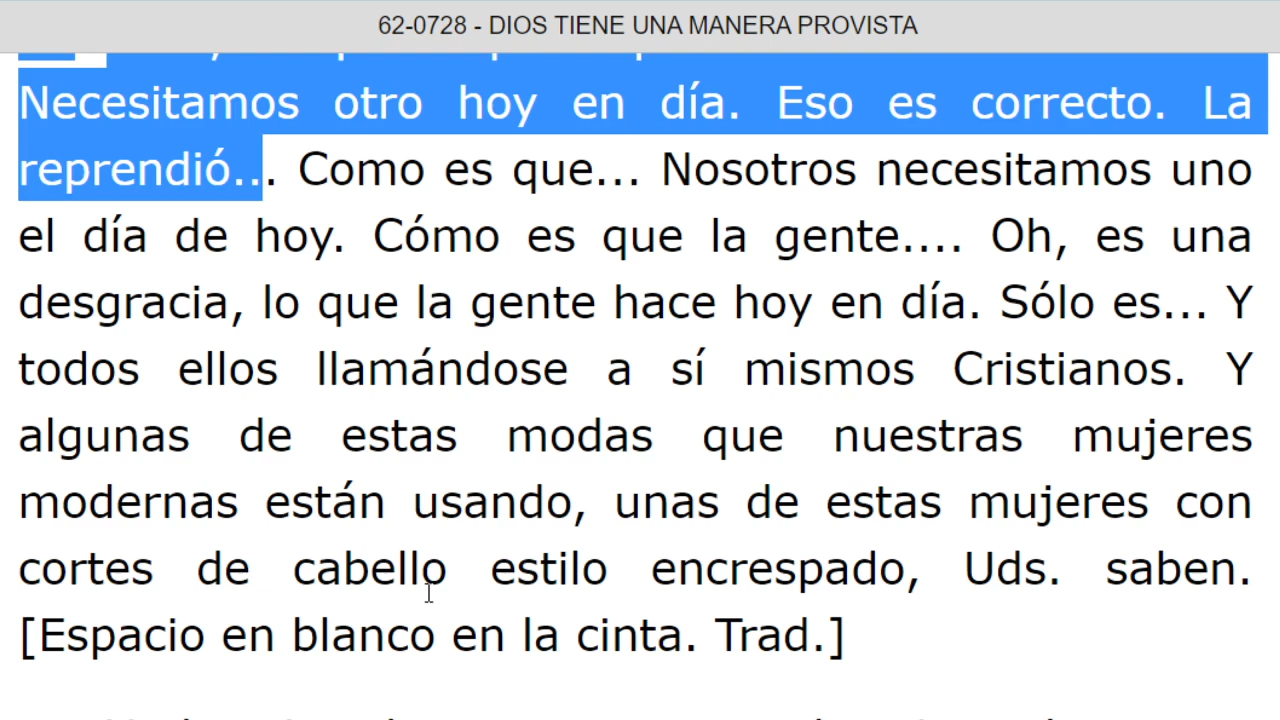 62-0728 - DIOS TIENE UNA MANERA PROVISTA
Necesitamos otro hoy en día. Eso es correcto. La
reprendió... Como es que... Nosotros necesitamos uno
el día de hoy. Cómo es que la gente.... Oh, es una
desgracia, lo que la gente hace hoy en día. Sólo es... Y
todos ellos llamándose a sí mismos Cristianos. Y
algunas de estas modas que nuestras mujeres
modernas están usando, unas de estas mujeres con
cortes de cabello estilo encrespado, Uds. saben.
[Espacio en blanco en la cinta. Trad.]